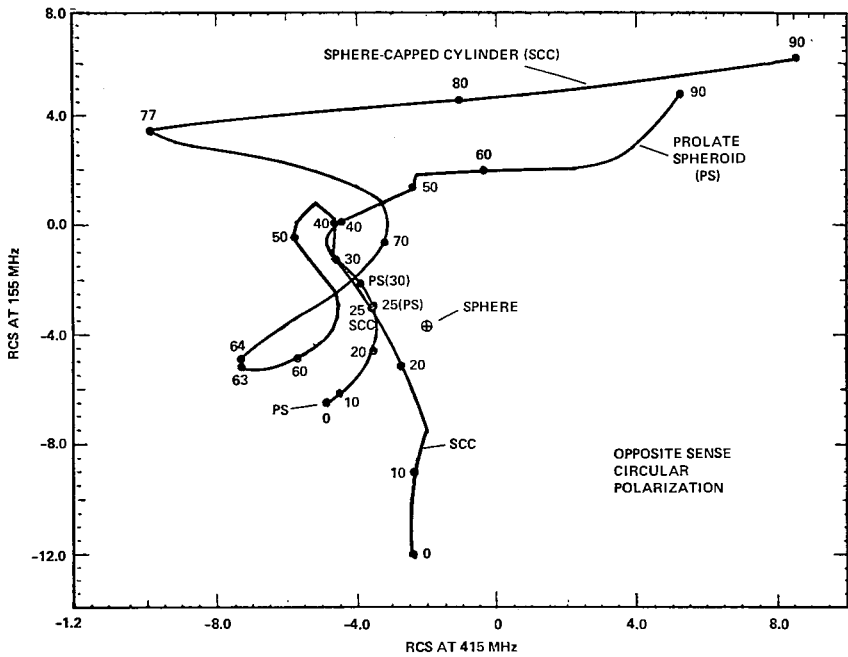 8.0
SPHERE-CAPPED CYLINDER (SCC)
90
80
4.0
77
90
PROLATE
SPHEROID
(PS)
60
50
0.0
40 40
50
70
30
PS(30)
25 25(PS)
SCC
SPHERE
-4.0
64
63
60
20
20
PS
10
0
-8.0
SCC
10
OPPOSITE SENSE
CIRCULAR
POLARIZATION
-12.0
0
RCS AT 155 MHz
-1.2 -8.0 -4.0 0 4.0 8.0
RCS AT 415 MHz